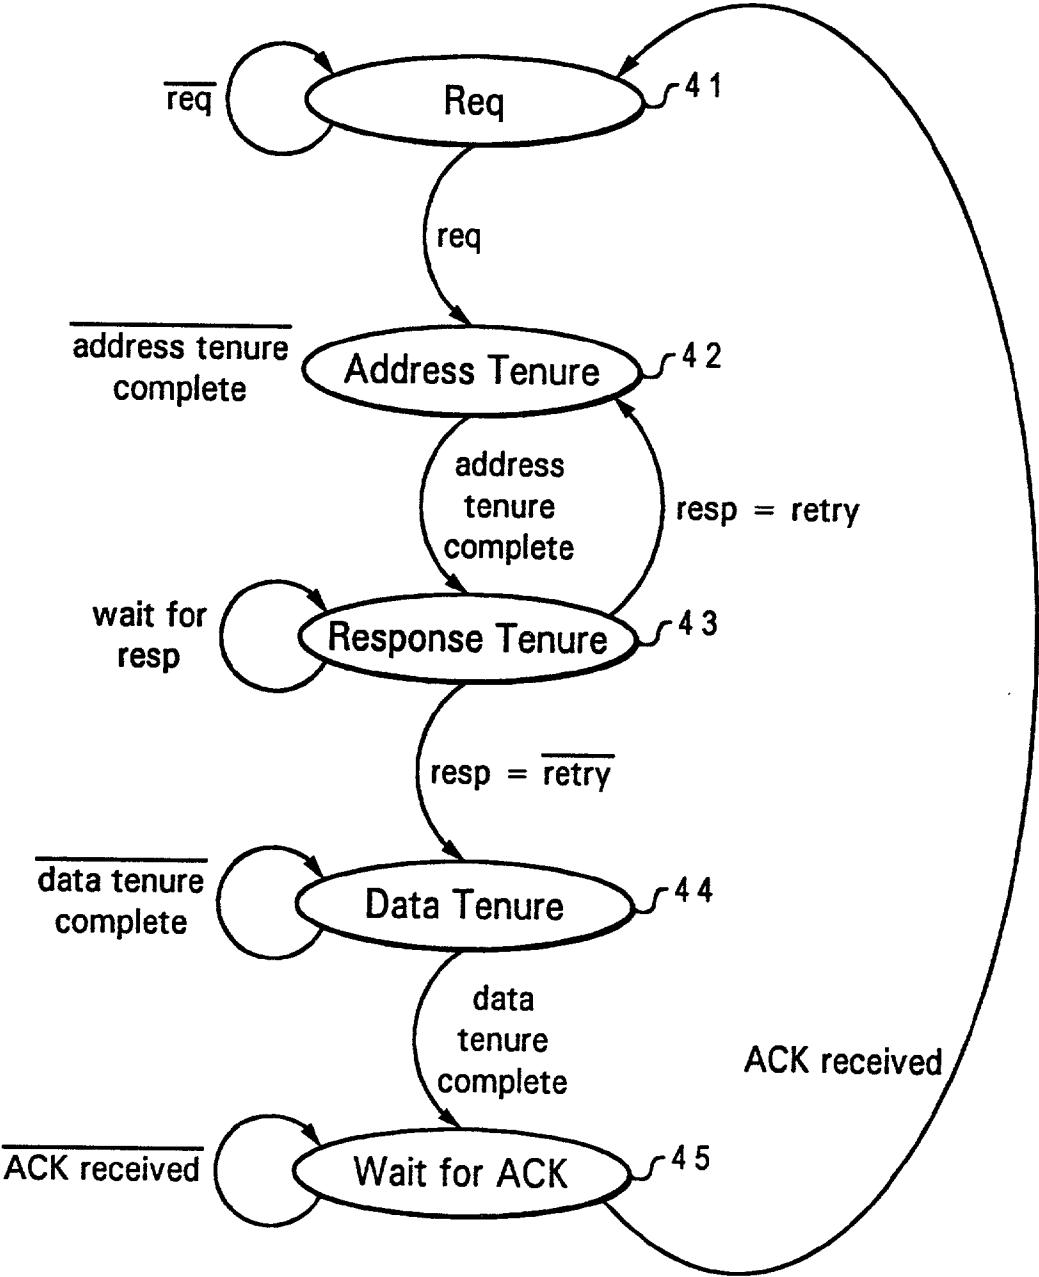 req
Req
41
req
address tenure
complete
Address Tenure
42
address
tenure
complete
resp = retry
wait for
resp
Response Tenure
43
resp = retry
data tenure
complete
Data Tenure
44
data
tenure
complete
ACK received
ACK received
Wait for ACK
45